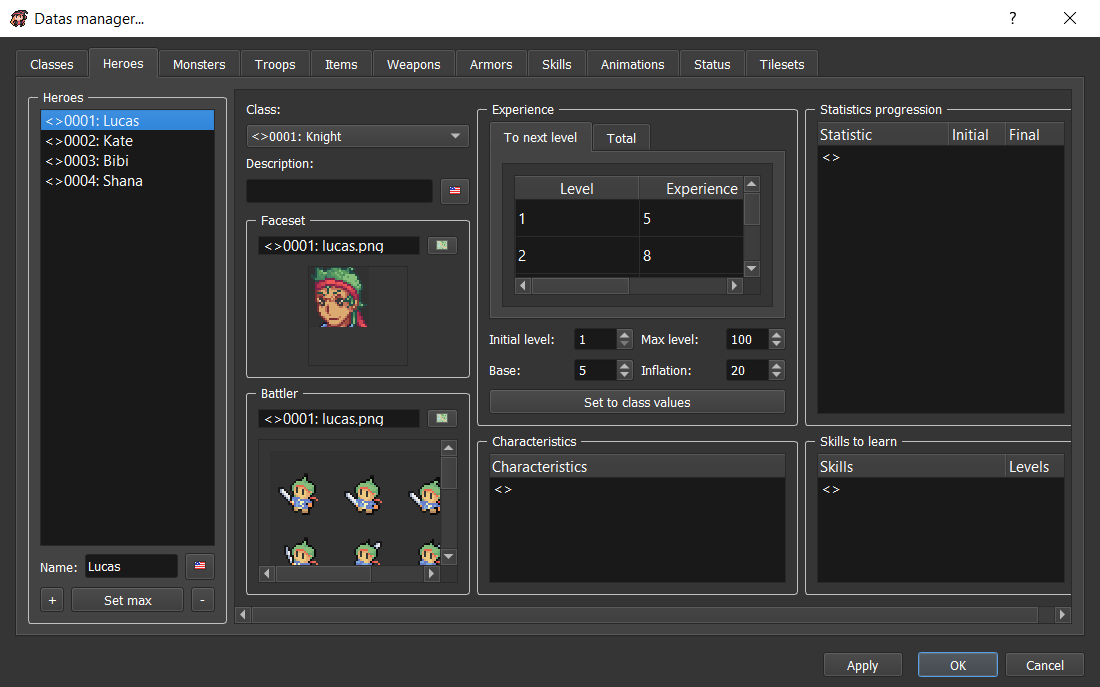 Datas manager...
?
Classes
Heroes
Monsters
Troops
Items
Weapons
Armors
Skills
Animations
Status
Tilesets
Heroes
<>0001: Lucas
<>0002: Kate
<>0003: Bibi
<>0004: Shana
Name:
Lucas
+
Set max
-
Class:
<>0001: Knight
Description:
Faceset
<>0001: lucas.png
Battler
<>0001: lucas.png
Experience
To next level
Total
Level Experience
1 5
2 8
Initial level: 1 Max level: 100
Base: 5 Inflation: 20
Set to class values
Characteristics
Characteristics
<>
Statistics progression
Statistic Initial Final
<>
Skills to learn
Skills Levels
<>
Apply
OK
Cancel